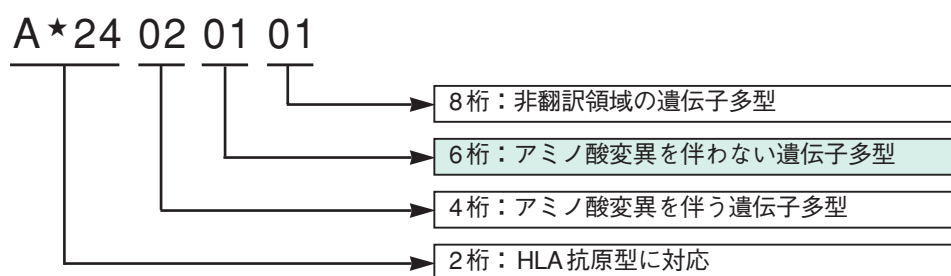 A★24 02 01 01
8桁：非翻訳領域の遺伝子多型
6桁：アミノ酸変異を伴わない遺伝子多型
4桁：アミノ酸変異を伴う遺伝子多型
2桁：HLA抗原型に対応